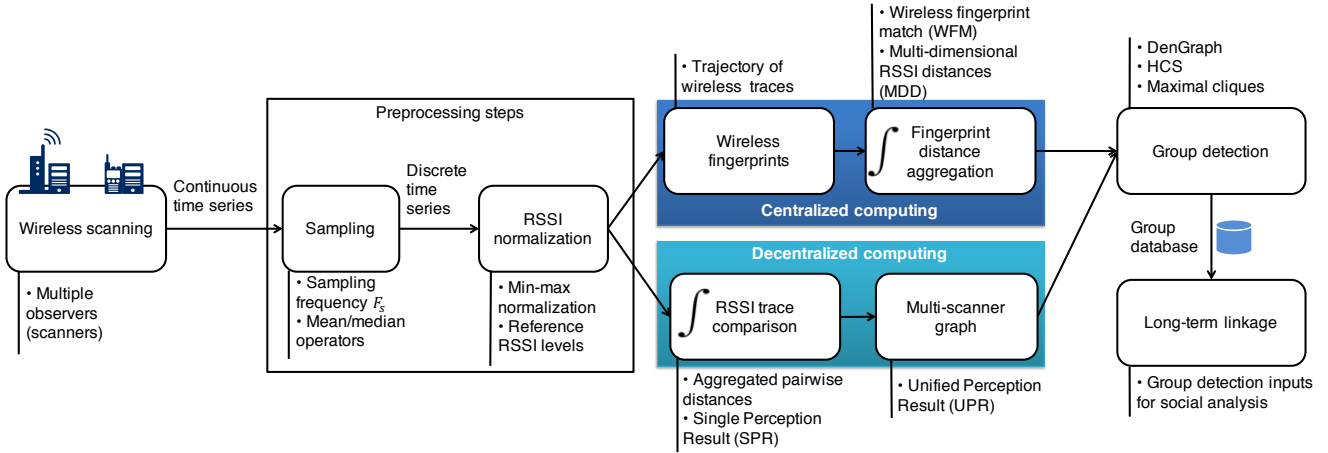 • Wireless fingerprint
match (WFM)
• Multi-dimensional
RSSI distances
(MDD)
• DenGraph
• HCS
• Maximal cliques
• Trajectory of
wireless traces
Preprocessing steps
Wireless scanning
Continuous
time series
Sampling
Discrete
time
series
RSSI
normalization
Wireless
fingerprints
∫
Fingerprint
distance
aggregation
Centralized computing
Group detection
Group
database
• Multiple
observers
(scanners)
• Sampling
frequency Fs
• Mean/median
operators
• Min-max
normalization
• Reference
RSSI levels
Decentralized computing
∫
RSSI trace
comparison
Multi-scanner
graph
Long-term linkage
• Aggregated pairwise
distances
• Single Perception
Result (SPR)
• Unified Perception
Result (UPR)
• Group detection inputs
for social analysis